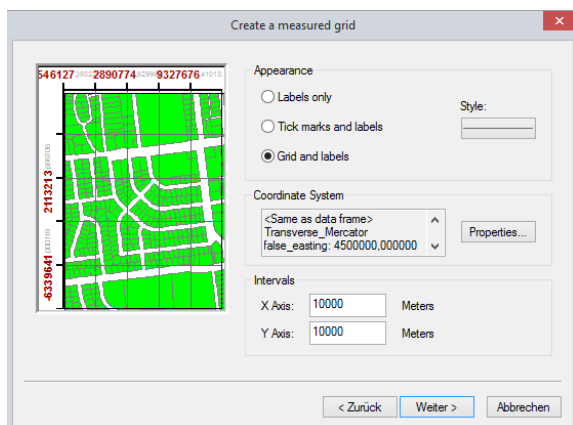 Create a measured grid
546127 2890774 9327676
2113213
-6339641
Appearance
Labels only
Tick marks and labels
Grid and labels
Style:
Coordinate System
<Same as data frame>
Transverse_Mercator
false_easting: 4500000,000000
Properties...
Intervals
X Axis: 10000 Meters
Y Axis: 10000 Meters
< Zurück
Weiter >
Abbrechen